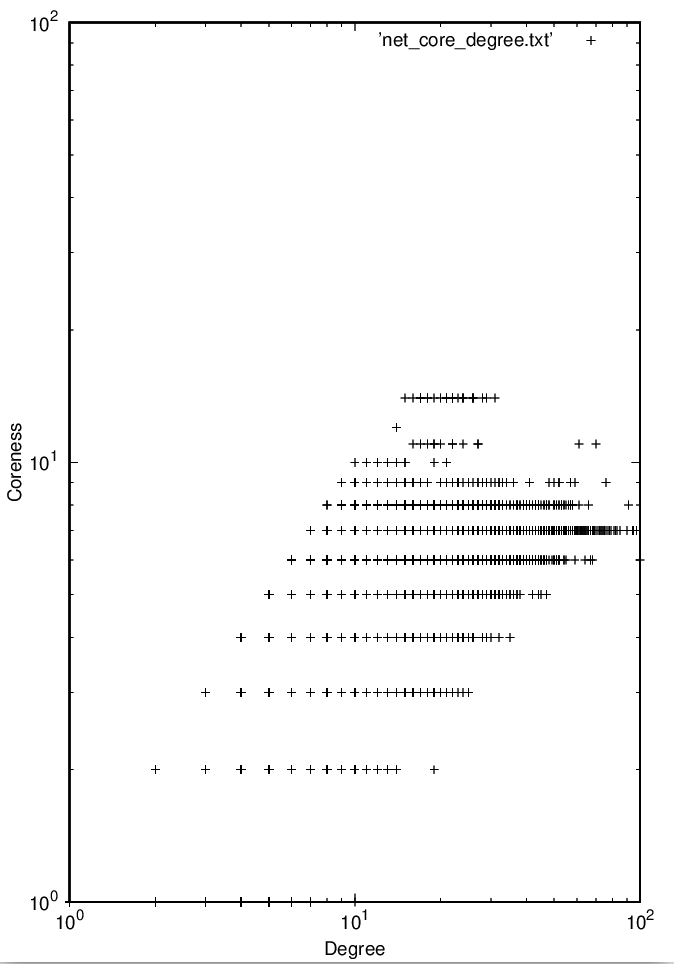 10²
'net_core_degree.txt'
Coreness
10¹
10⁰
10⁰ 10¹ 10²
Degree